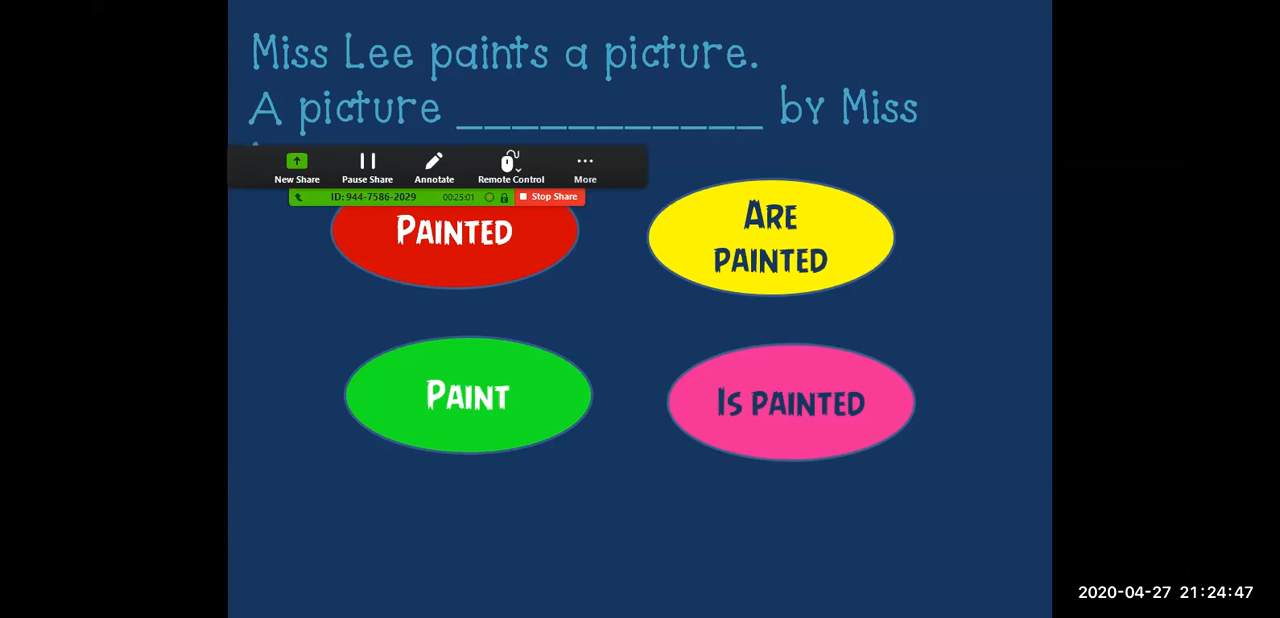 Miss Lee paints a picture.
A picture ___________ by Miss
New Share
Pause Share
Annotate
Remote Control
More
ID: 944-7586-2029
00:25:01
Stop Share
PAINTED
ARE
PAINTED
PAINT
IS PAINTED
2020-04-27 21:24:47